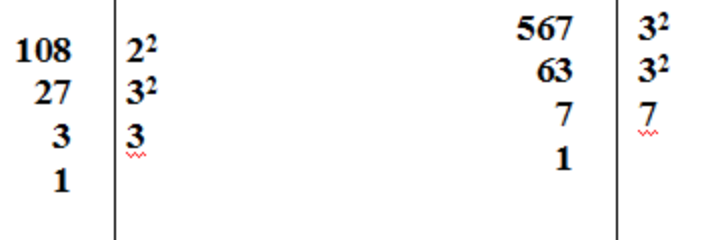 108 | 2²
27 | 3²
3 | 3
1 |
567 | 3²
63 | 3²
7 | 7
1 |